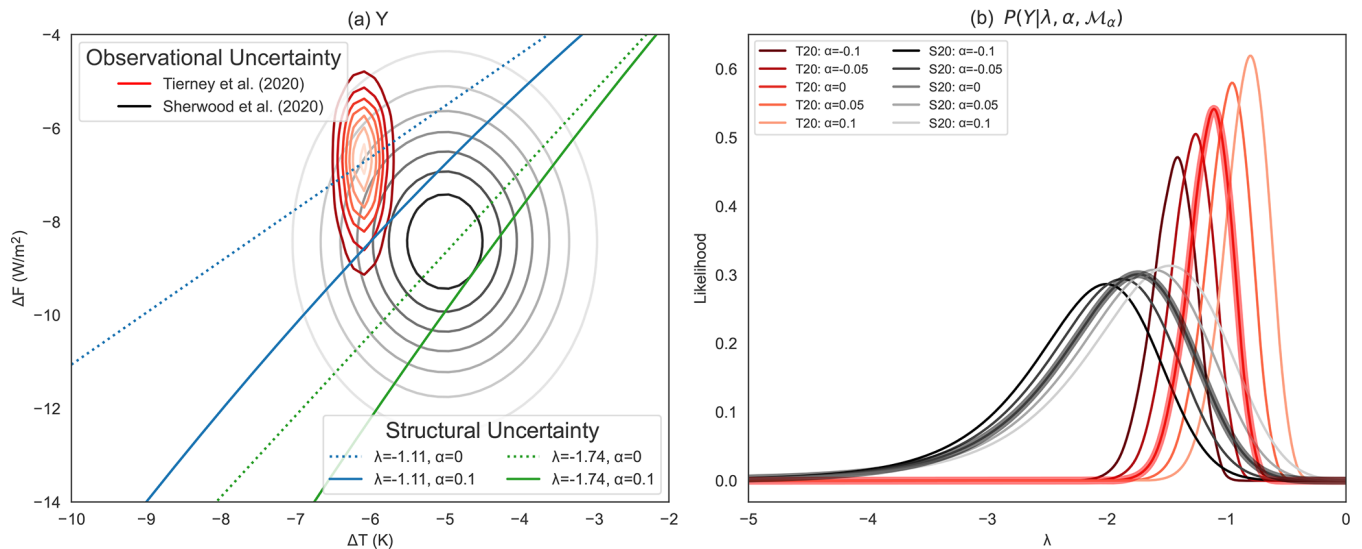 (a) Y
Observational Uncertainty
Tierney et al. (2020)
Sherwood et al. (2020)
Structural Uncertainty
λ=-1.11, α=0
λ=-1.11, α=0.1
λ=-1.74, α=0
λ=-1.74, α=0.1
ΔF (W/m²)
−4
−6
−8
−10
−12
−14
−10
−9
−8
−7
−6
−5
−4
−3
−2
ΔT (K)
(b) P(Y|λ, α, ℳα)
T20: α=-0.1
T20: α=-0.05
T20: α=0
T20: α=0.05
T20: α=0.1
S20: α=-0.1
S20: α=-0.05
S20: α=0
S20: α=0.05
S20: α=0.1
Likelihood
0.6
0.5
0.4
0.3
0.2
0.1
0.0
−5
−4
−3
−2
−1
0
λ